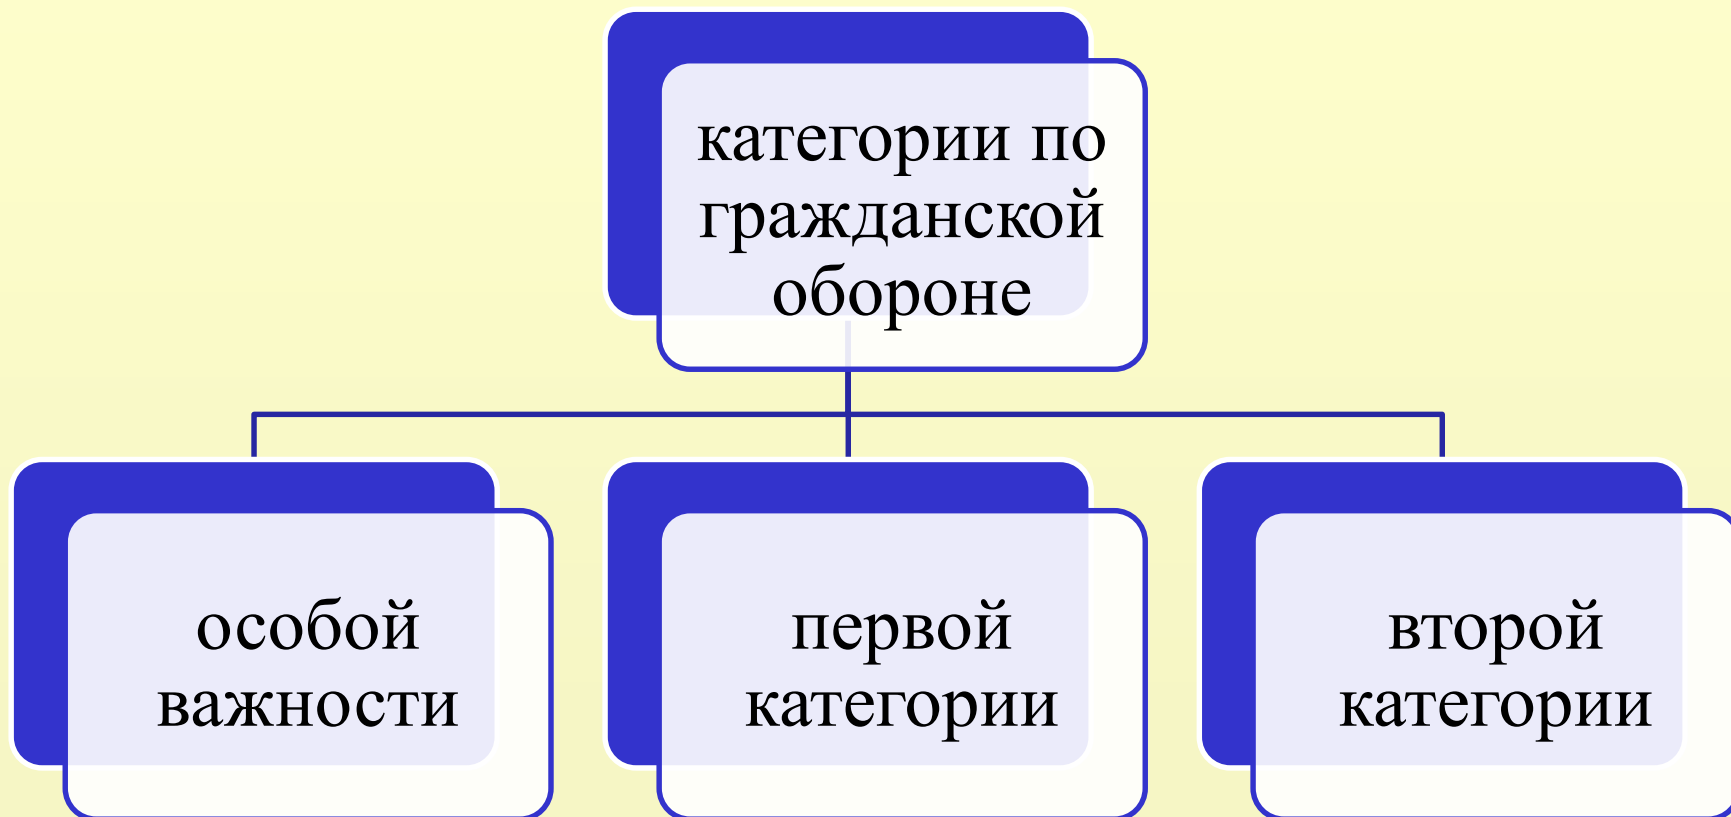 категории по
гражданской
обороне
особой
важности
первой
категории
второй
категории